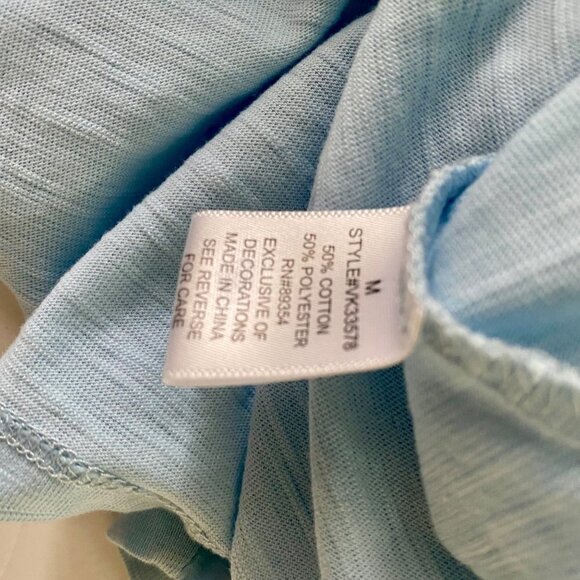 M
STYLE#VK33578
50% COTTON
50% POLYESTER
RN#89354
EXCLUSIVE OF
DECORATIONS
MADE IN CHINA
SEE REVERSE
FOR CARE